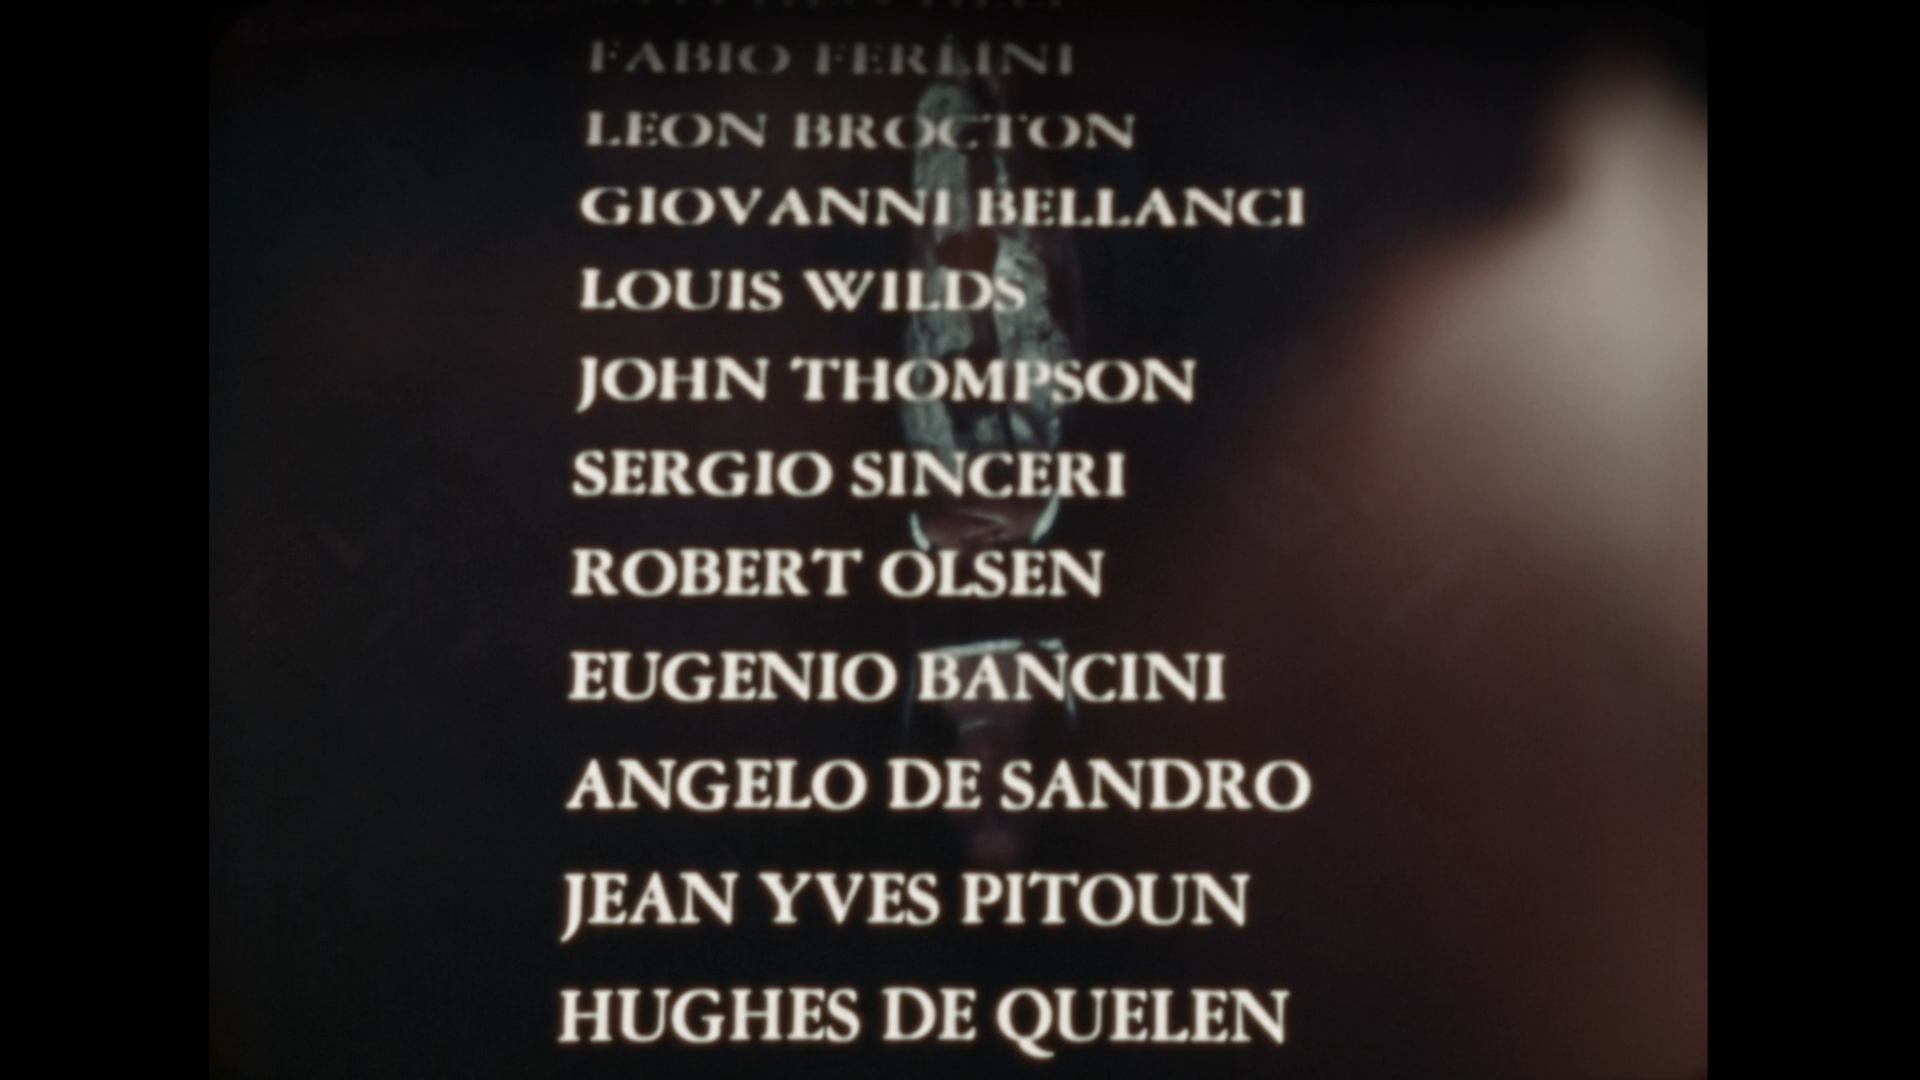 FABIO FERLINI
LEON BROCTON
GIOVANNI BELLANCI
LOUIS WILDS
JOHN THOMPSON
SERGIO SINCERI
ROBERT OLSEN
EUGENIO BANCINI
ANGELO DE SANDRO
JEAN YVES PITOUN
HUGHES DE QUELEN